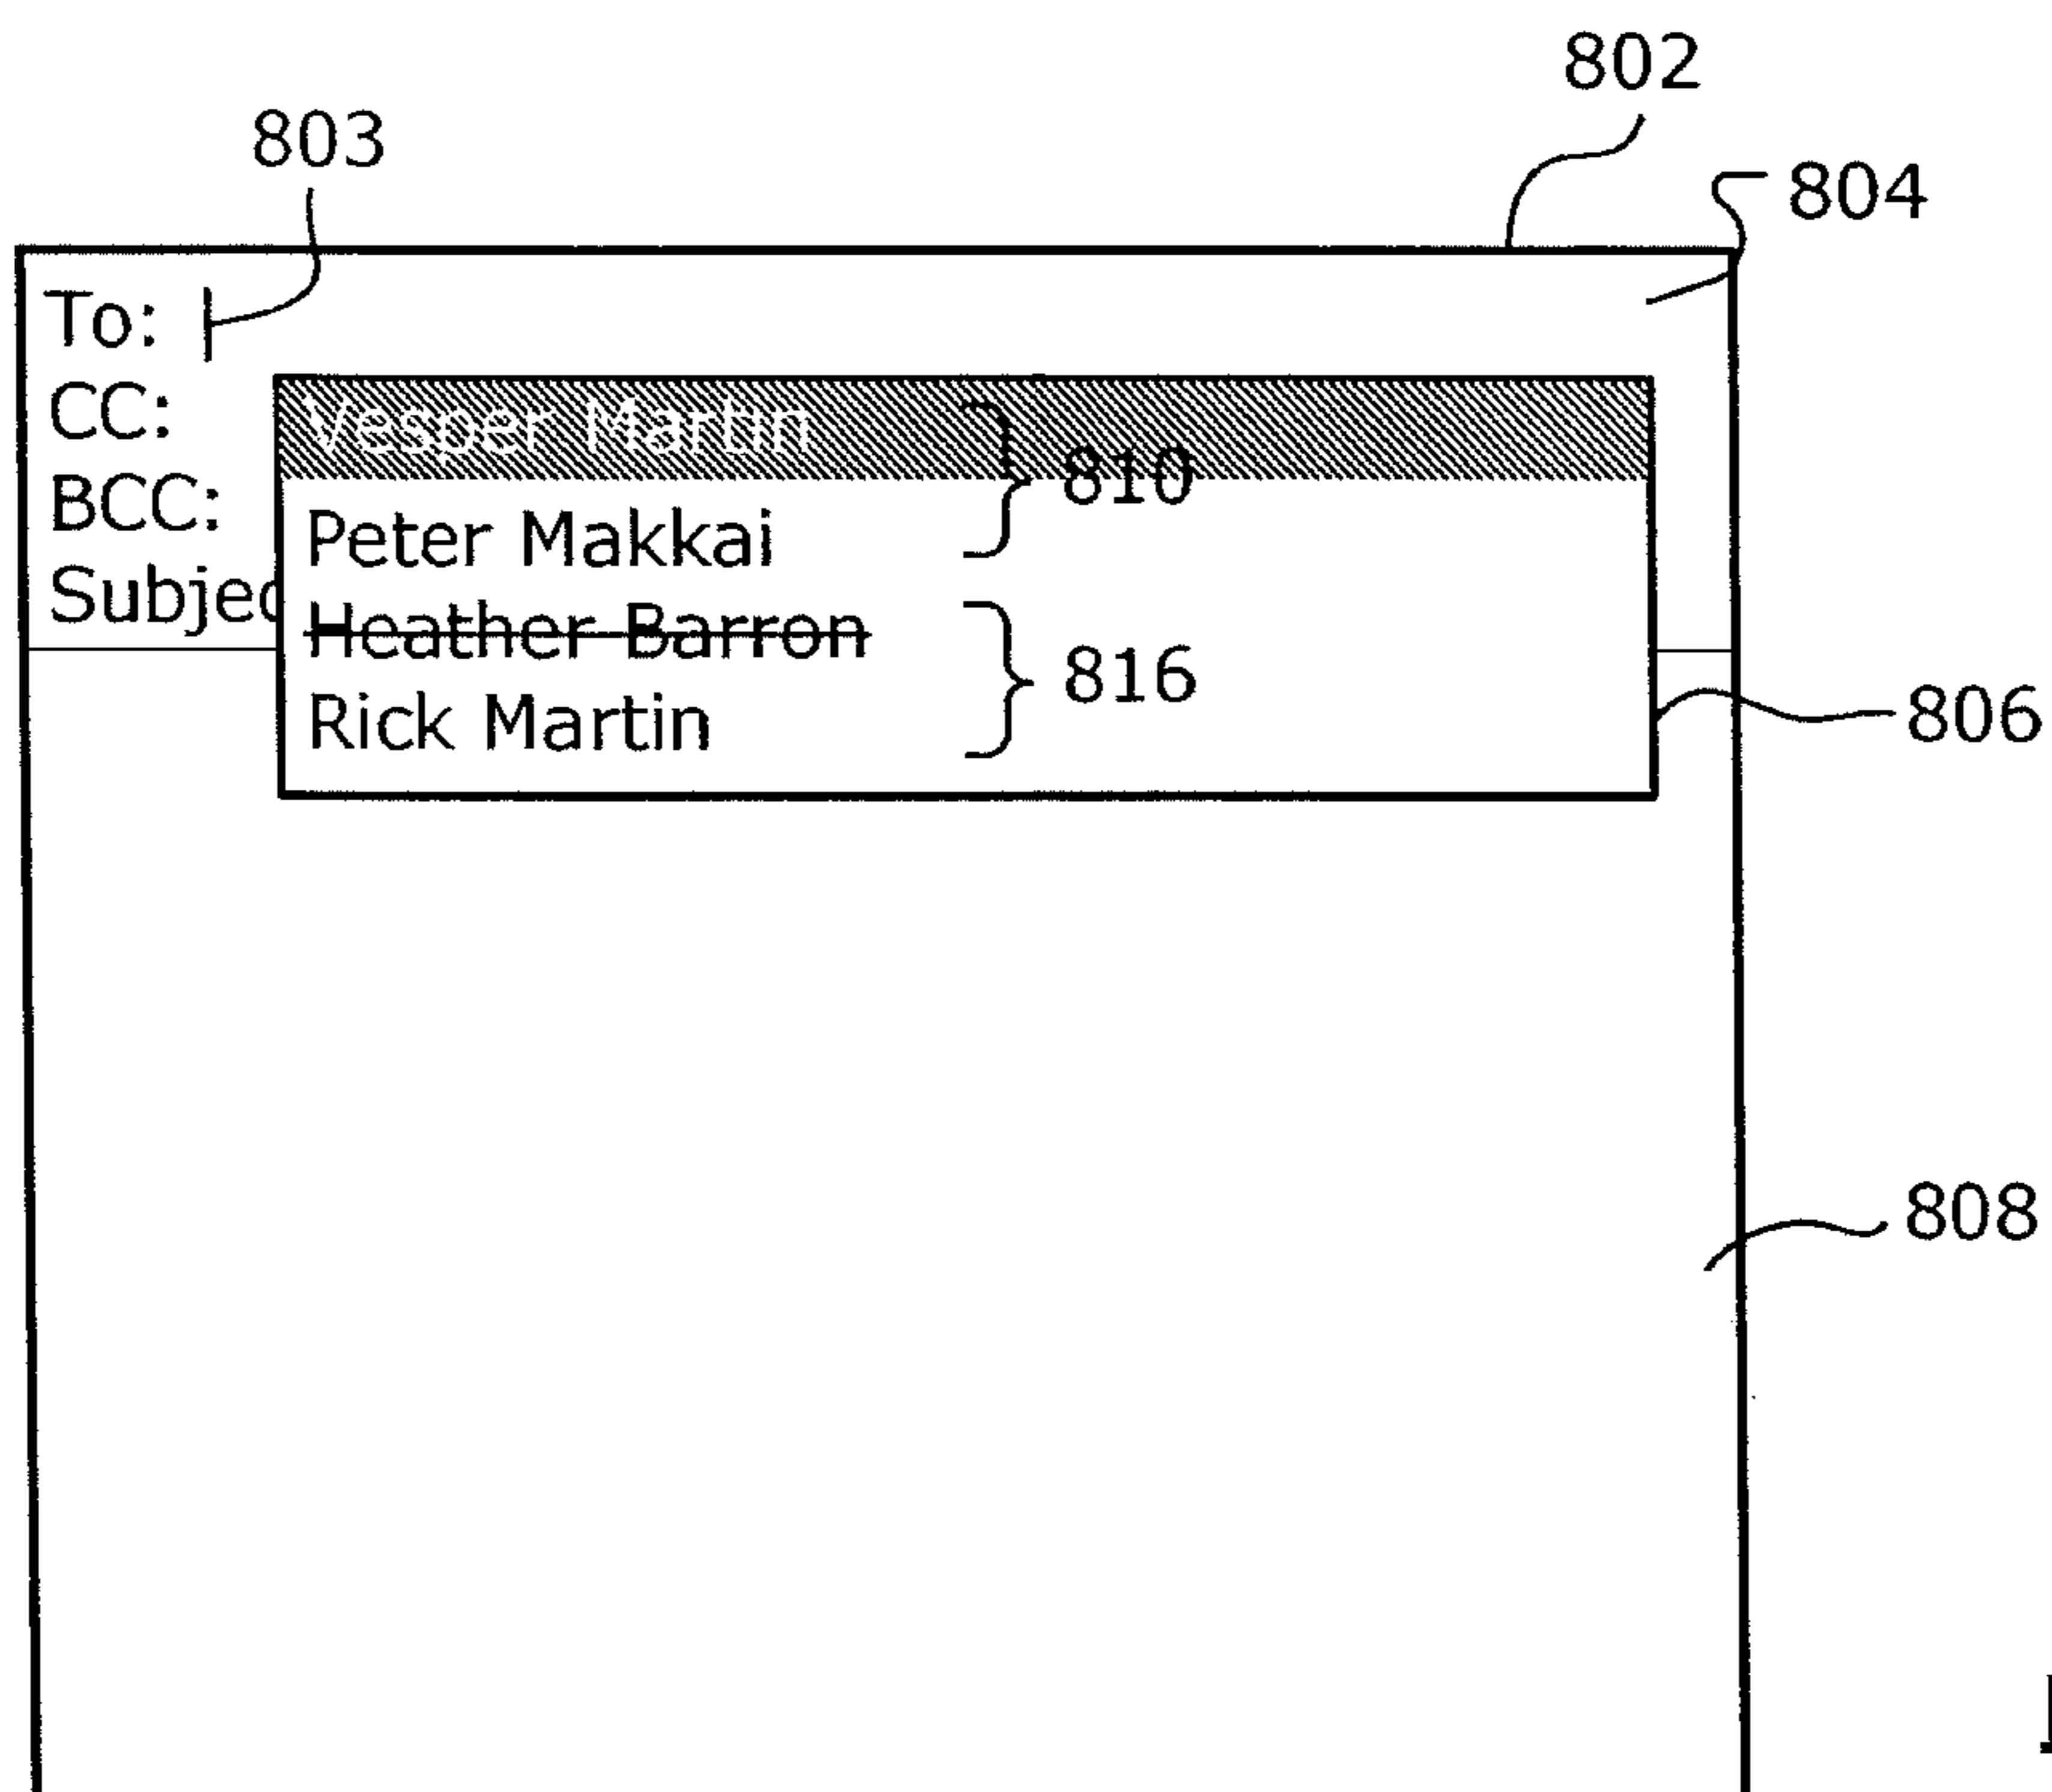 802
803
804
To:
CC:
Vesper Martin
810
BCC:
Peter Makkai
Subjec
Heather Barron
816
Rick Martin
806
808